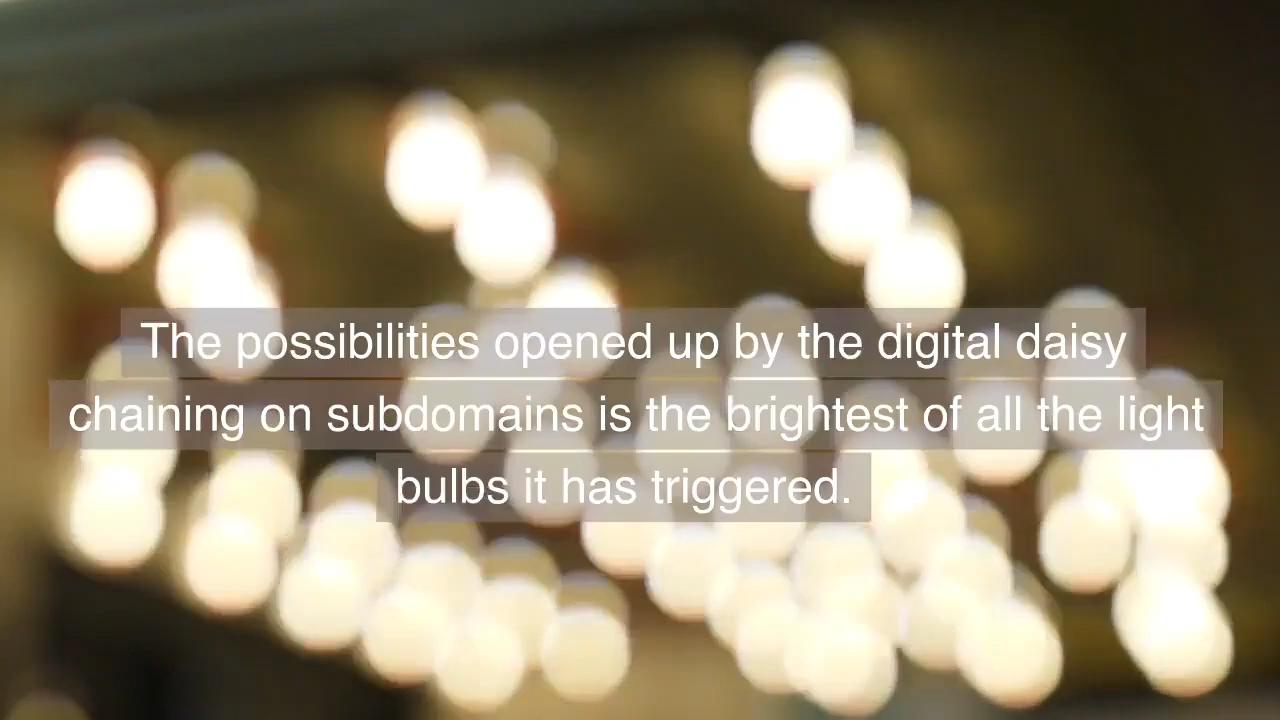 The possibilities opened up by the digital daisy
chaining on subdomains is the brightest of all the light
bulbs it has triggered.